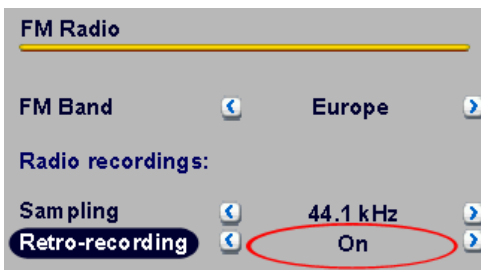 FM Radio
FM Band Europe
Radio recordings:
Sampling 44.1 kHz
Retro-recording On